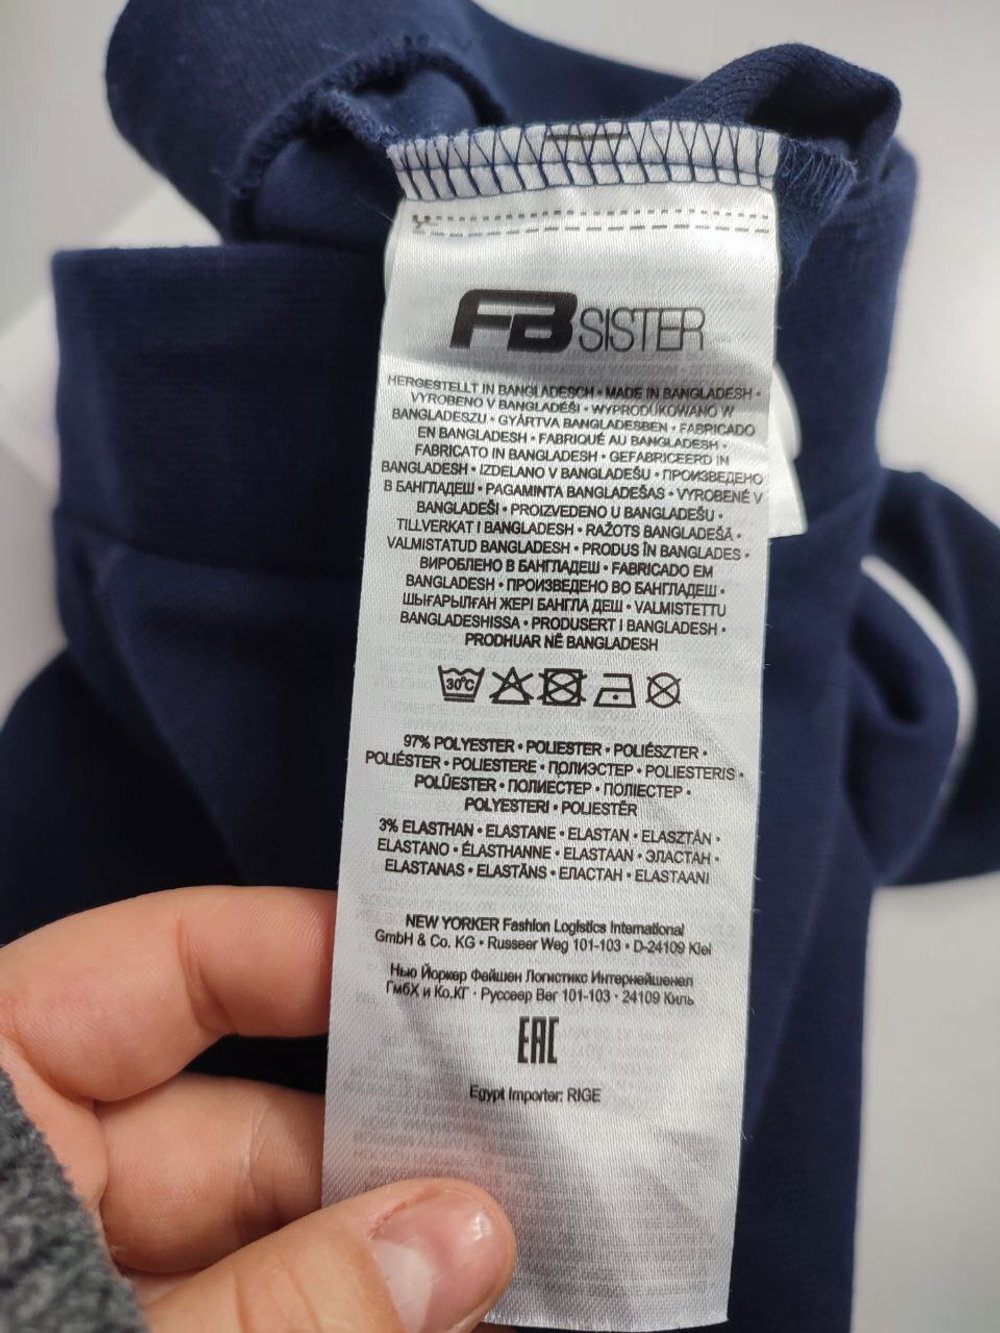 FB SISTER
HERGESTELLT IN BANGLADESCH • MADE IN BANGLADESH •
VYROBENO V BANGLADÉŠI • WYPRODUKOWANO W
BANGLADESZU • GYÁRTVA BANGLADESBEN • FABRICADO
EN BANGLADESH • FABRIQUÉ AU BANGLADESH •
FABRICATO IN BANGLADESH • GEFABRICEERD IN
BANGLADESH • IZDELANO V BANGLADEŠU • ПРОИЗВЕДЕНО
В БАНГЛАДЕШ • PAGAMINTA BANGLADEŠAS • VYROBENÉ V
BANGLADEŠI • PROIZVEDENO U BANGLADEŠU •
TILLVERKAT I BANGLADESH • RAŽOTS BANGLADEŠĀ •
VALMISTATUD BANGLADESH • PRODUS ÎN BANGLADES •
ВИРОБЛЕНО В БАНГЛАДЕШ • FABRICADO EM
BANGLADESH • ПРОИЗВЕДЕНО ВО БАНГЛАДЕШ •
ШЫҒАРЫЛҒАН ЖЕРІ БАНГЛА ДЕШ • VALMISTETTU
BANGLADESHISSA • PRODUSERT I BANGLADESH •
PRODHUAR NË BANGLADESH
30°C
97% POLYESTER • POLIESTER • POLIÉSZTER •
POLIÉSTER • POLIESTERE • ПОЛИЭСТЕР • POLIESTERIS •
POLÜESTER • ПОЛИЕСТЕР • ПОЛІЕСТЕР •
POLYESTERI • POLIESTĒR
3% ELASTHAN • ELASTANE • ELASTAN • ELASZTÁN •
ELASTANO • ÉLASTHANNE • ELASTAAN • ЭЛАСТАН •
ELASTANAS • ELASTĀNS • ЕЛАСТАН • ELASTAANI
NEW YORKER Fashion Logistics International
GmbH & Co. KG • Russeer Weg 101-103 • D-24109 Kiel
Нью Йоркер Фейшен Логистикс Интернейшенел
ГмбХ и Ко.КГ · Руссеер Вег 101-103 · 24109 Киль
EAC
Egypt Importer: RIGE